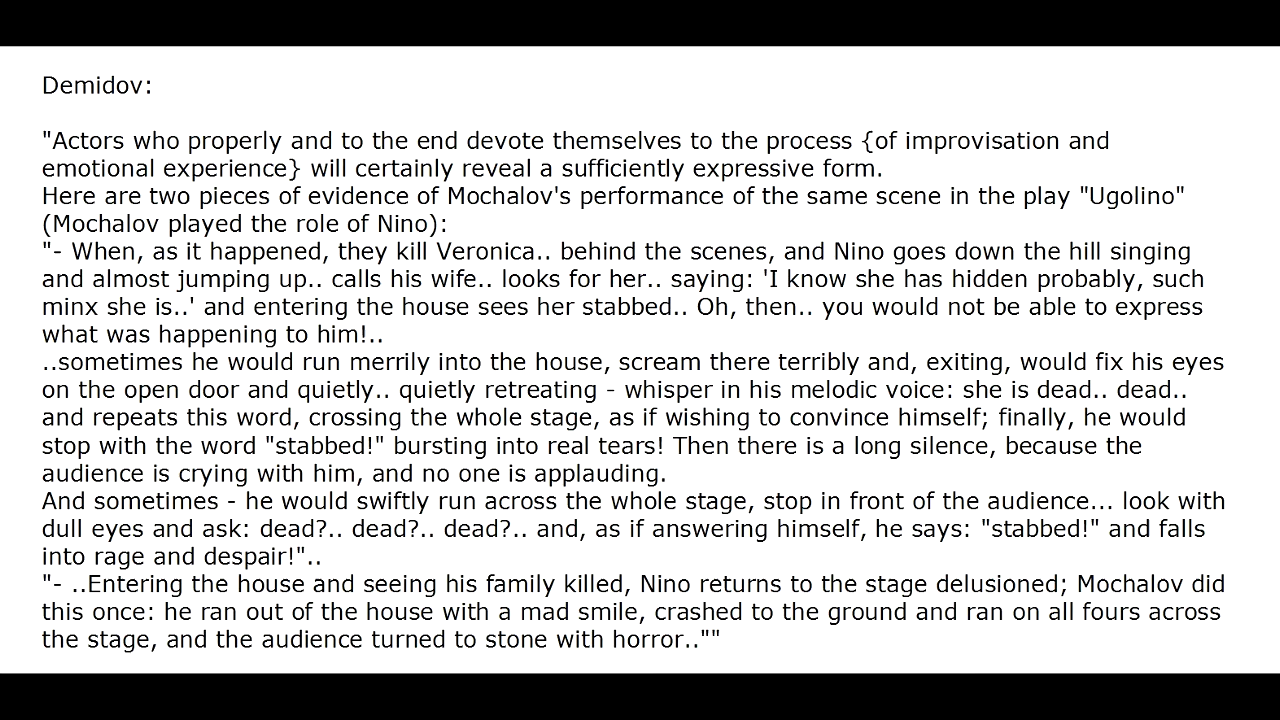 Demidov:
"Actors who properly and to the end devote themselves to the process {of improvisation and
emotional experience} will certainly reveal a sufficiently expressive form.
Here are two pieces of evidence of Mochalov's performance of the same scene in the play "Ugolino"
(Mochalov played the role of Nino):
"- When, as it happened, they kill Veronica.. behind the scenes, and Nino goes down the hill singing
and almost jumping up.. calls his wife.. looks for her.. saying: 'I know she has hidden probably, such
minx she is..' and entering the house sees her stabbed.. Oh, then.. you would not be able to express
what was happening to him!..
..sometimes he would run merrily into the house, scream there terribly and, exiting, would fix his eyes
on the open door and quietly.. quietly retreating - whisper in his melodic voice: she is dead.. dead..
and repeats this word, crossing the whole stage, as if wishing to convince himself; finally, he would
stop with the word "stabbed!" bursting into real tears! Then there is a long silence, because the
audience is crying with him, and no one is applauding.
And sometimes - he would swiftly run across the whole stage, stop in front of the audience... look with
dull eyes and ask: dead?.. dead?.. dead?.. and, as if answering himself, he says: "stabbed!" and falls
into rage and despair!"..
"- ..Entering the house and seeing his family killed, Nino returns to the stage delusioned; Mochalov did
this once: he ran out of the house with a mad smile, crashed to the ground and ran on all fours across
the stage, and the audience turned to stone with horror..""